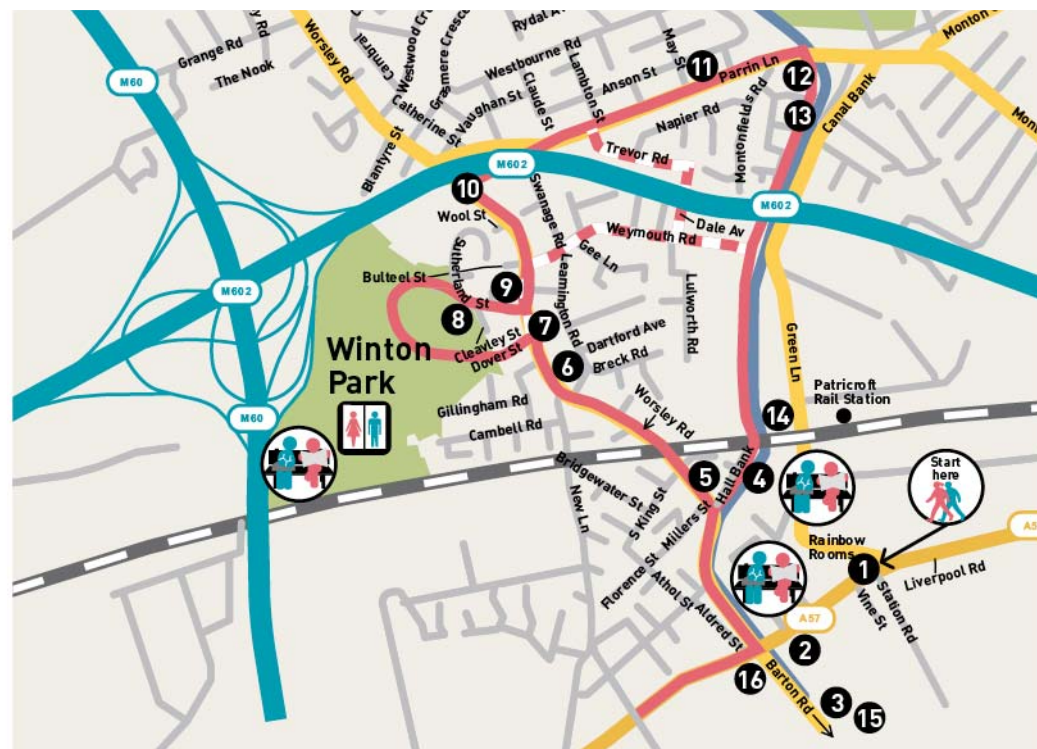 Grange Rd
The Nook
Worsley Rd
Cambral
Westwood Cres
Grasmere Crescent
Rydal Av
Westbourne Rd
Catherine St
Vaughan St
Claude St
Lambton St
Anson St
May St
11
Parrin Ln
12
13
Monton
Canal Bank
M60
Blantyre St
M602
Napier Rd
Montonfields Rd
Trevor Rd
10
Wool St
Swanage Rd
Gee Ln
Weymouth Rd
Dale Av
M602
Bulteel St
Sutherland St
9
8
Leamington Rd
Lulworth Rd
M602
Cleavley St
Dover St
7
6
Dartford Ave
Breck Rd
Green Ln
Winton
Park
Patricroft
Rail Station
M60
Gillingham Rd
Cambell Rd
Worsley Rd
14
Bridgewater St
New Ln
S King St
5
Hall Bank
4
Millers St
Start
here
Rainbow
Rooms
1
Florence St
Athol St
Aldred St
Liverpool Rd
Station Rd
Vine St
A57
2
16
Barton Rd
3
15